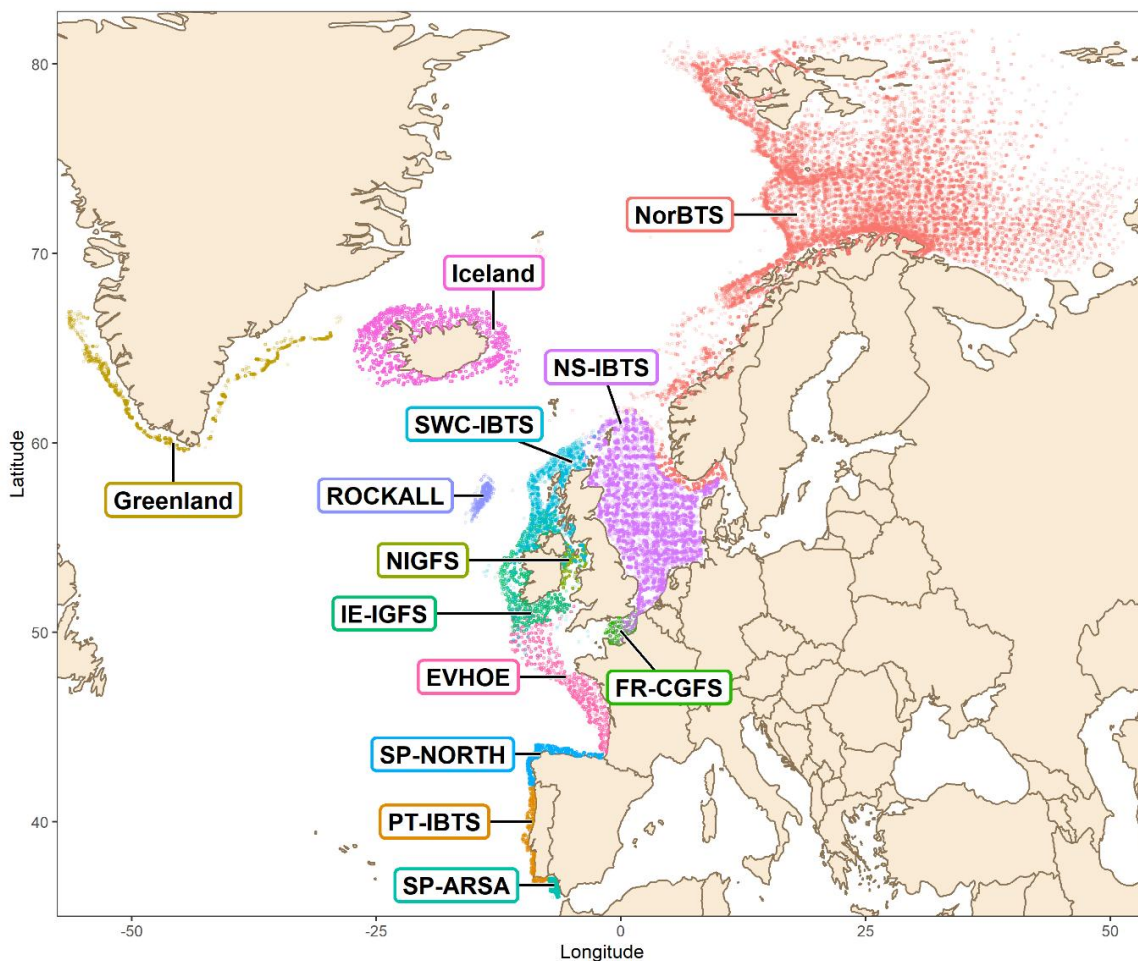 80
70
60
50
40
Latitude
NorBTS
Iceland
NS-IBTS
SWC-IBTS
Greenland
ROCKALL
NIGFS
IE-IGFS
EVHOE
FR-CGFS
SP-NORTH
PT-IBTS
SP-ARSA
-50
-25
0
25
50
Longitude